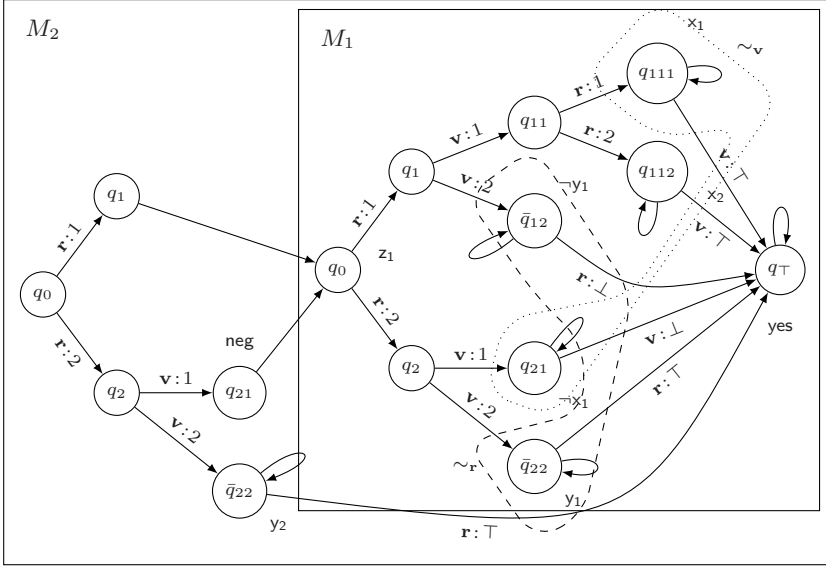 M₂
M₁
x₁
∼ᵥ
q₁₁₁
r: 1
v: 1
q₁₁
r: 2
q₁
v: 2
¬y₁
q₁₁₂
x₂
v: ⊤
v: ⊤
q₁
r: 1
r: 1
q̄₁₂
z₁
q₀
q₀
r: ⊥
q⊤
yes
r: 2
r: 2
neg
q₂
v: 1
q₂₁
v: ⊥
¬x₁
q₂
v: 1
q₂₁
v: 2
v: 2
r: ⊤
∼ᵣ
q̄₂₂
y₁
q̄₂₂
y₂
r: ⊤